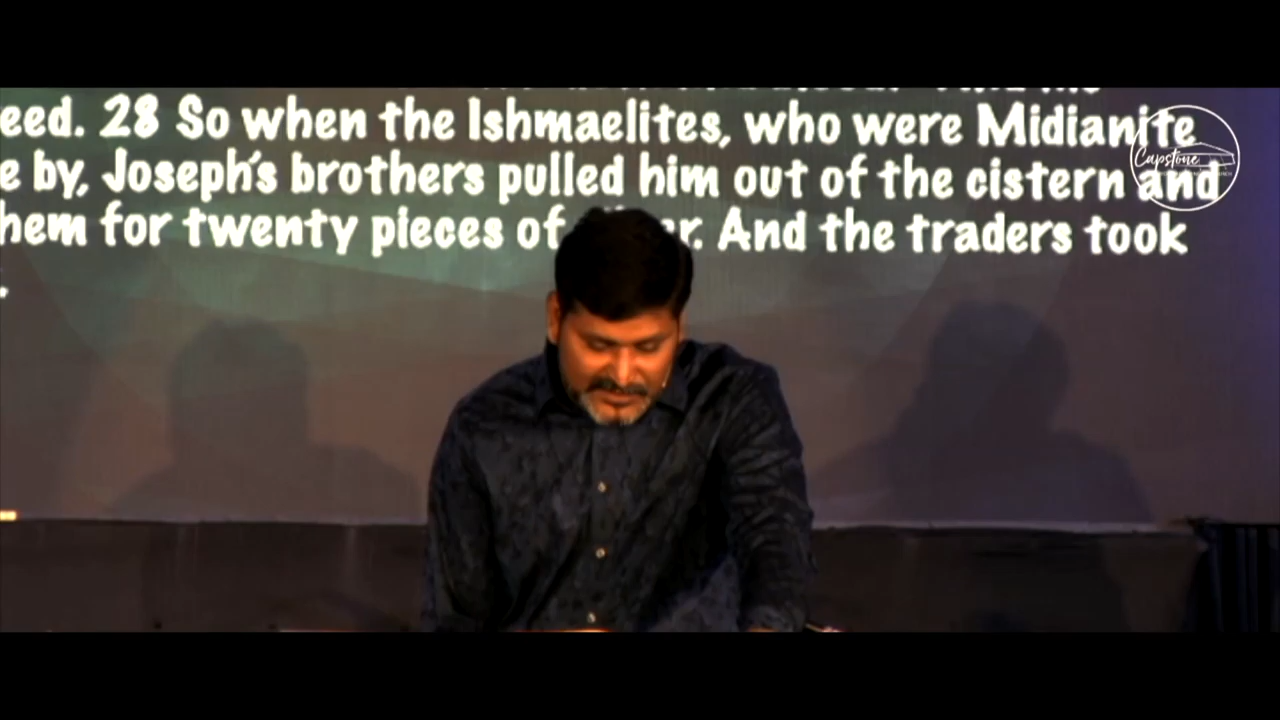 eed. 28 So when the Ishmaelites, who were Midianite
e by, Joseph's brothers pulled him out of the cistern and
hem for twenty pieces of And the traders took
Capstone